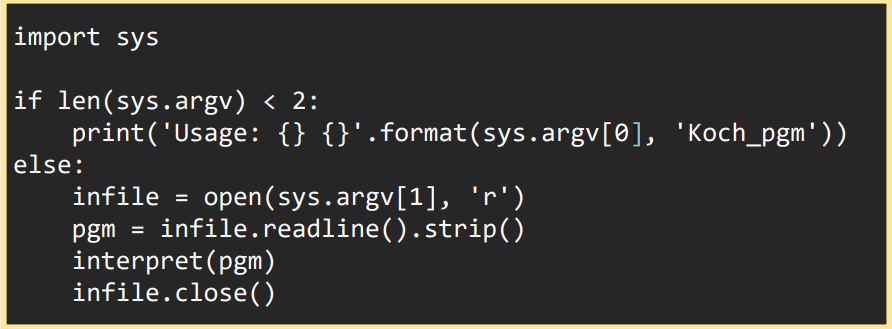 import sys

if len(sys.argv) < 2:
    print('Usage: {} {}'.format(sys.argv[0], 'Koch_pgm'))
else:
    infile = open(sys.argv[1], 'r')
    pgm = infile.readline().strip()
    interpret(pgm)
    infile.close()